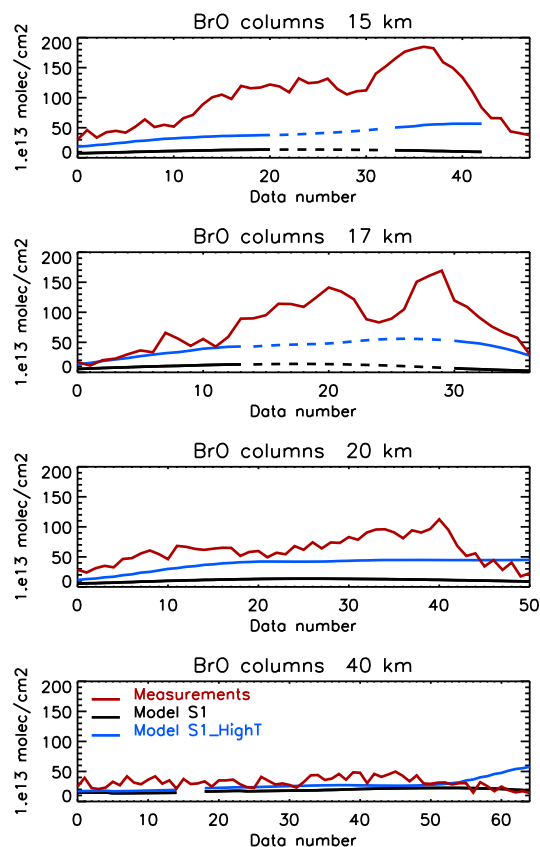 BrO columns 15 km
1.e13 molec/cm2
200
150
100
50
0
0 10 20 30 40
Data number
BrO columns 17 km
1.e13 molec/cm2
200
150
100
50
0
0 10 20 30
Data number
BrO columns 20 km
1.e13 molec/cm2
200
150
100
50
0
0 10 20 30 40 50
Data number
BrO columns 40 km
1.e13 molec/cm2
200
150
100
50
0
Measurements
Model S1
Model S1_HighT
0 10 20 30 40 50 60
Data number